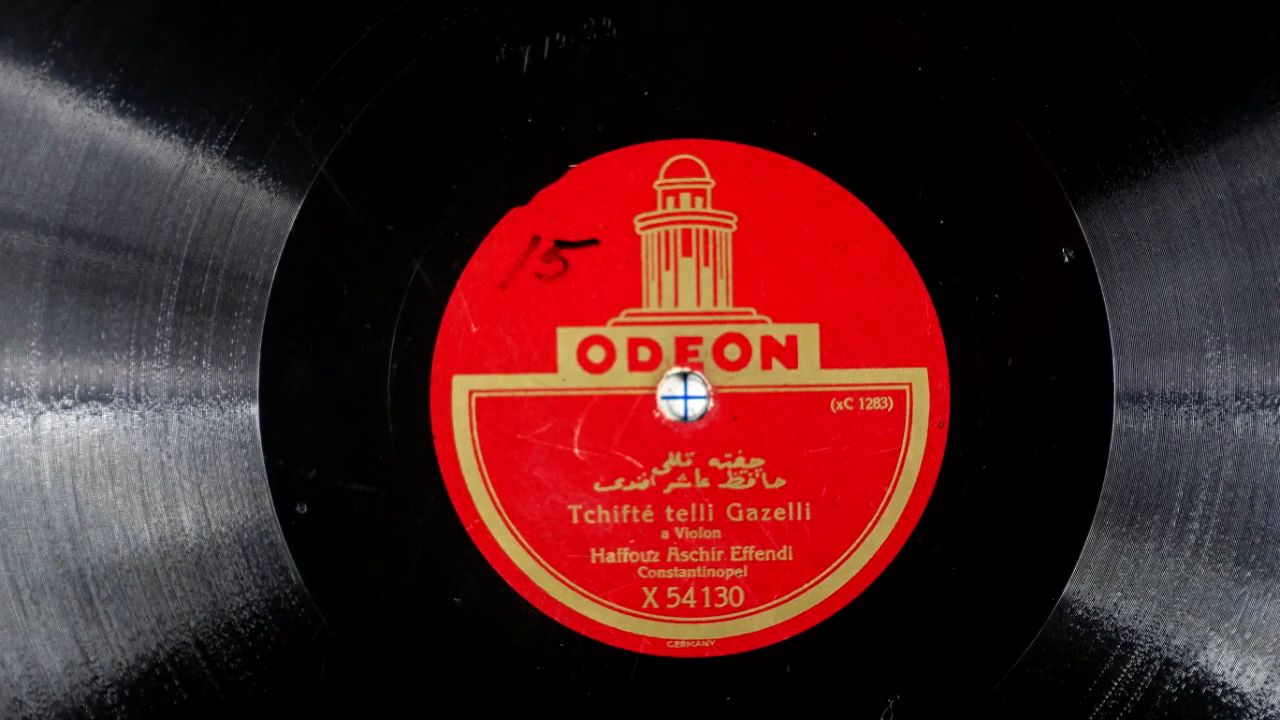 15
ODEON
(xC 1283)
چفته تللی
حافظ عاشر افندی
Tchifté telli Gazelli
a Violon
Haffouz Aschir Effendi
Constantinopel
X 54130
GERMANY